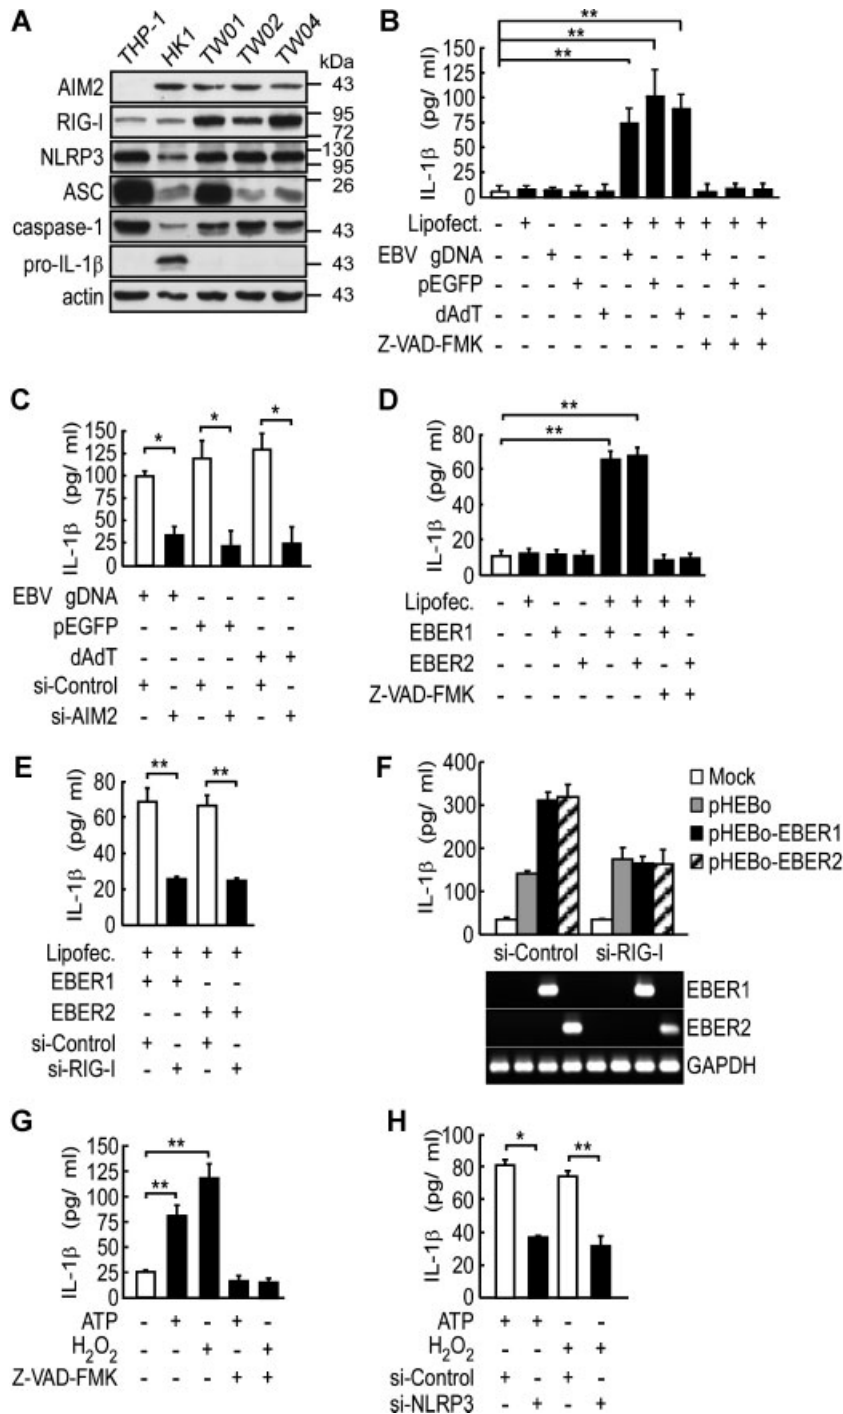 A
THP-1 HK1 TW01 TW02 TW04
kDa
AIM2 43
RIG-I 95
72
NLRP3 130
95
ASC 26
caspase-1 43
pro-IL-1β 43
actin 43
B
** 
**
**
IL-1β (pg/ ml)
150
125
100
75
50
25
0
Lipofect. - + - - - + + + + + +
EBV gDNA - - + - - + - - + - -
pEGFP - - - + - - + - - + -
dAdT - - - - + - - + - - +
Z-VAD-FMK - - - - - - - - + + +
C
* * *
IL-1β (pg/ ml)
150
125
100
75
50
25
0
EBV gDNA + + - - - -
pEGFP - - + + - -
dAdT - - - - + +
si-Control + - + - + -
si-AIM2 - + - + - +
D
**
**
IL-1β (pg/ ml)
80
60
40
20
0
Lipofec. - + - - + + + +
EBER1 - - + - + - + -
EBER2 - - - + - + - +
Z-VAD-FMK - - - - - - + +
E
** **
IL-1β (pg/ ml)
80
60
40
20
0
Lipofec. + + + +
EBER1 + + - -
EBER2 - - + +
si-Control + - + -
si-RIG-I - + - +
F
IL-1β (pg/ ml)
400
300
200
100
0
Mock
pHEBo
pHEBo-EBER1
pHEBo-EBER2
si-Control si-RIG-I
EBER1
EBER2
GAPDH
G
**
**
IL-1β (pg/ ml)
150
125
100
75
50
25
0
ATP - + - + -
H2O2 - - + - +
Z-VAD-FMK - - - + +
H
* **
IL-1β (pg/ ml)
100
80
60
40
20
0
ATP + + - -
H2O2 - - + +
si-Control + - + -
si-NLRP3 - + - +